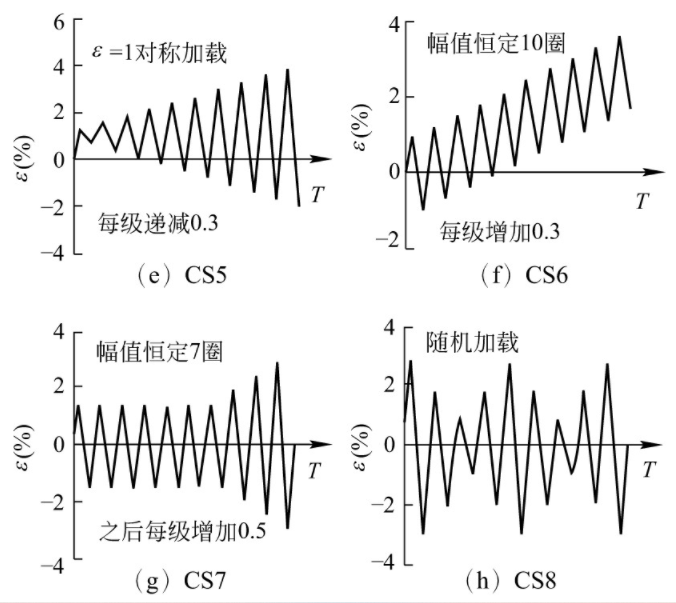 6
4
2
0
−2
−4
ε(%)
ε =1对称加载
每级递减0.3
T
(e) CS5
4
2
0
−2
ε(%)
幅值恒定10圈
每级增加0.3
T
(f) CS6
4
2
0
−2
−4
ε(%)
幅值恒定7圈
之后每级增加0.5
T
(g) CS7
4
2
0
−2
−4
ε(%)
随机加载
T
(h) CS8